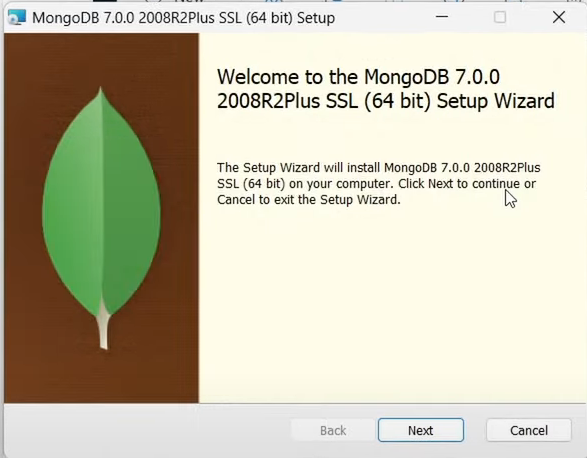 MongoDB 7.0.0 2008R2Plus SSL (64 bit) Setup
Welcome to the MongoDB 7.0.0
2008R2Plus SSL (64 bit) Setup Wizard
The Setup Wizard will install MongoDB 7.0.0 2008R2Plus
SSL (64 bit) on your computer. Click Next to continue or
Cancel to exit the Setup Wizard.
Back
Next
Cancel